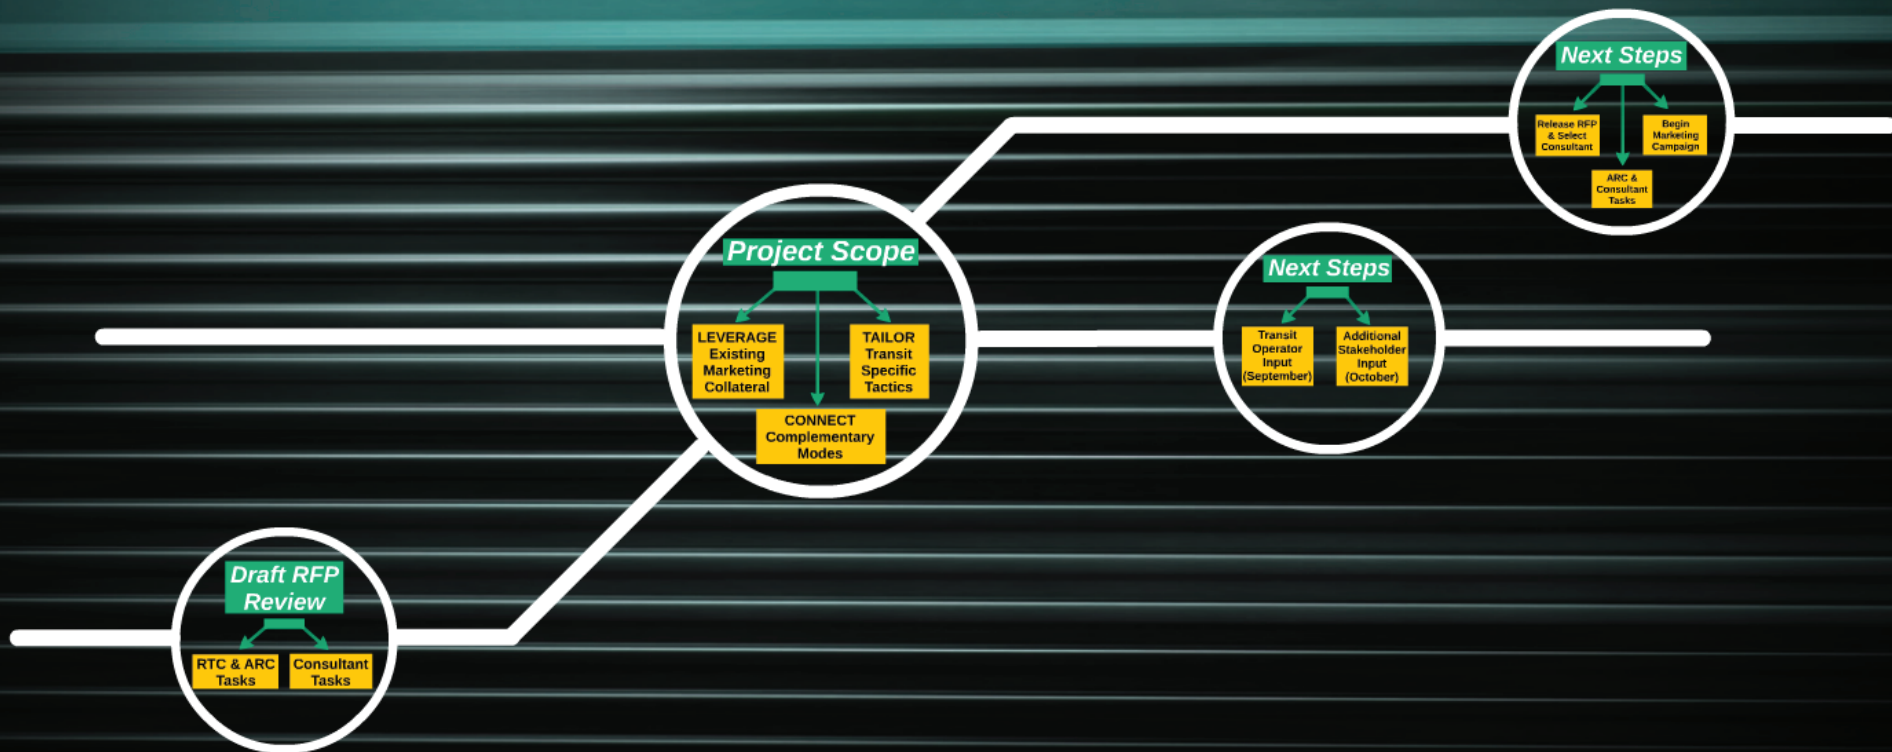 Next Steps
Release RFP
& Select
Consultant
Begin
Marketing
Campaign
ARC &
Consultant
Tasks
Project Scope
LEVERAGE
Existing
Marketing
Collateral
TAILOR
Transit
Specific
Tactics
CONNECT
Complementary
Modes
Next Steps
Transit
Operator
Input
(September)
Additional
Stakeholder
Input
(October)
Draft RFP
Review
RTC & ARC
Tasks
Consultant
Tasks